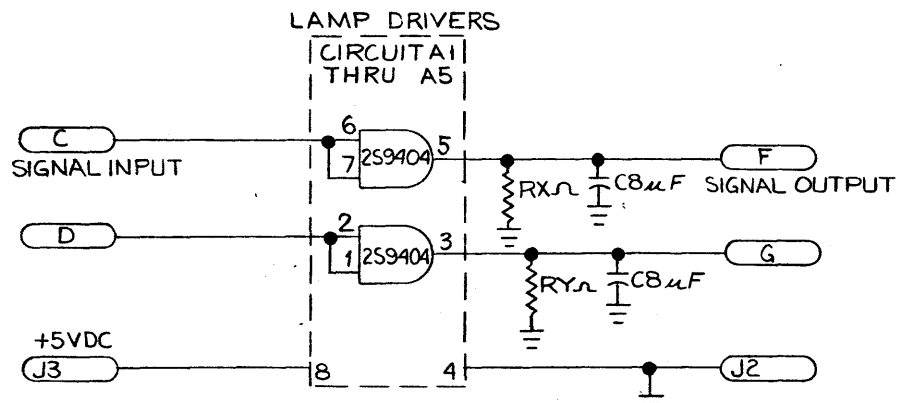 LAMP DRIVERS
CIRCUIT A1
THRU A5
C
SIGNAL INPUT
6
7
2S9404
5
RXΩ
C8µF
F
SIGNAL OUTPUT
D
2
1
2S9404
3
RYΩ
C8µF
G
+5VDC
J3
8
4
J2